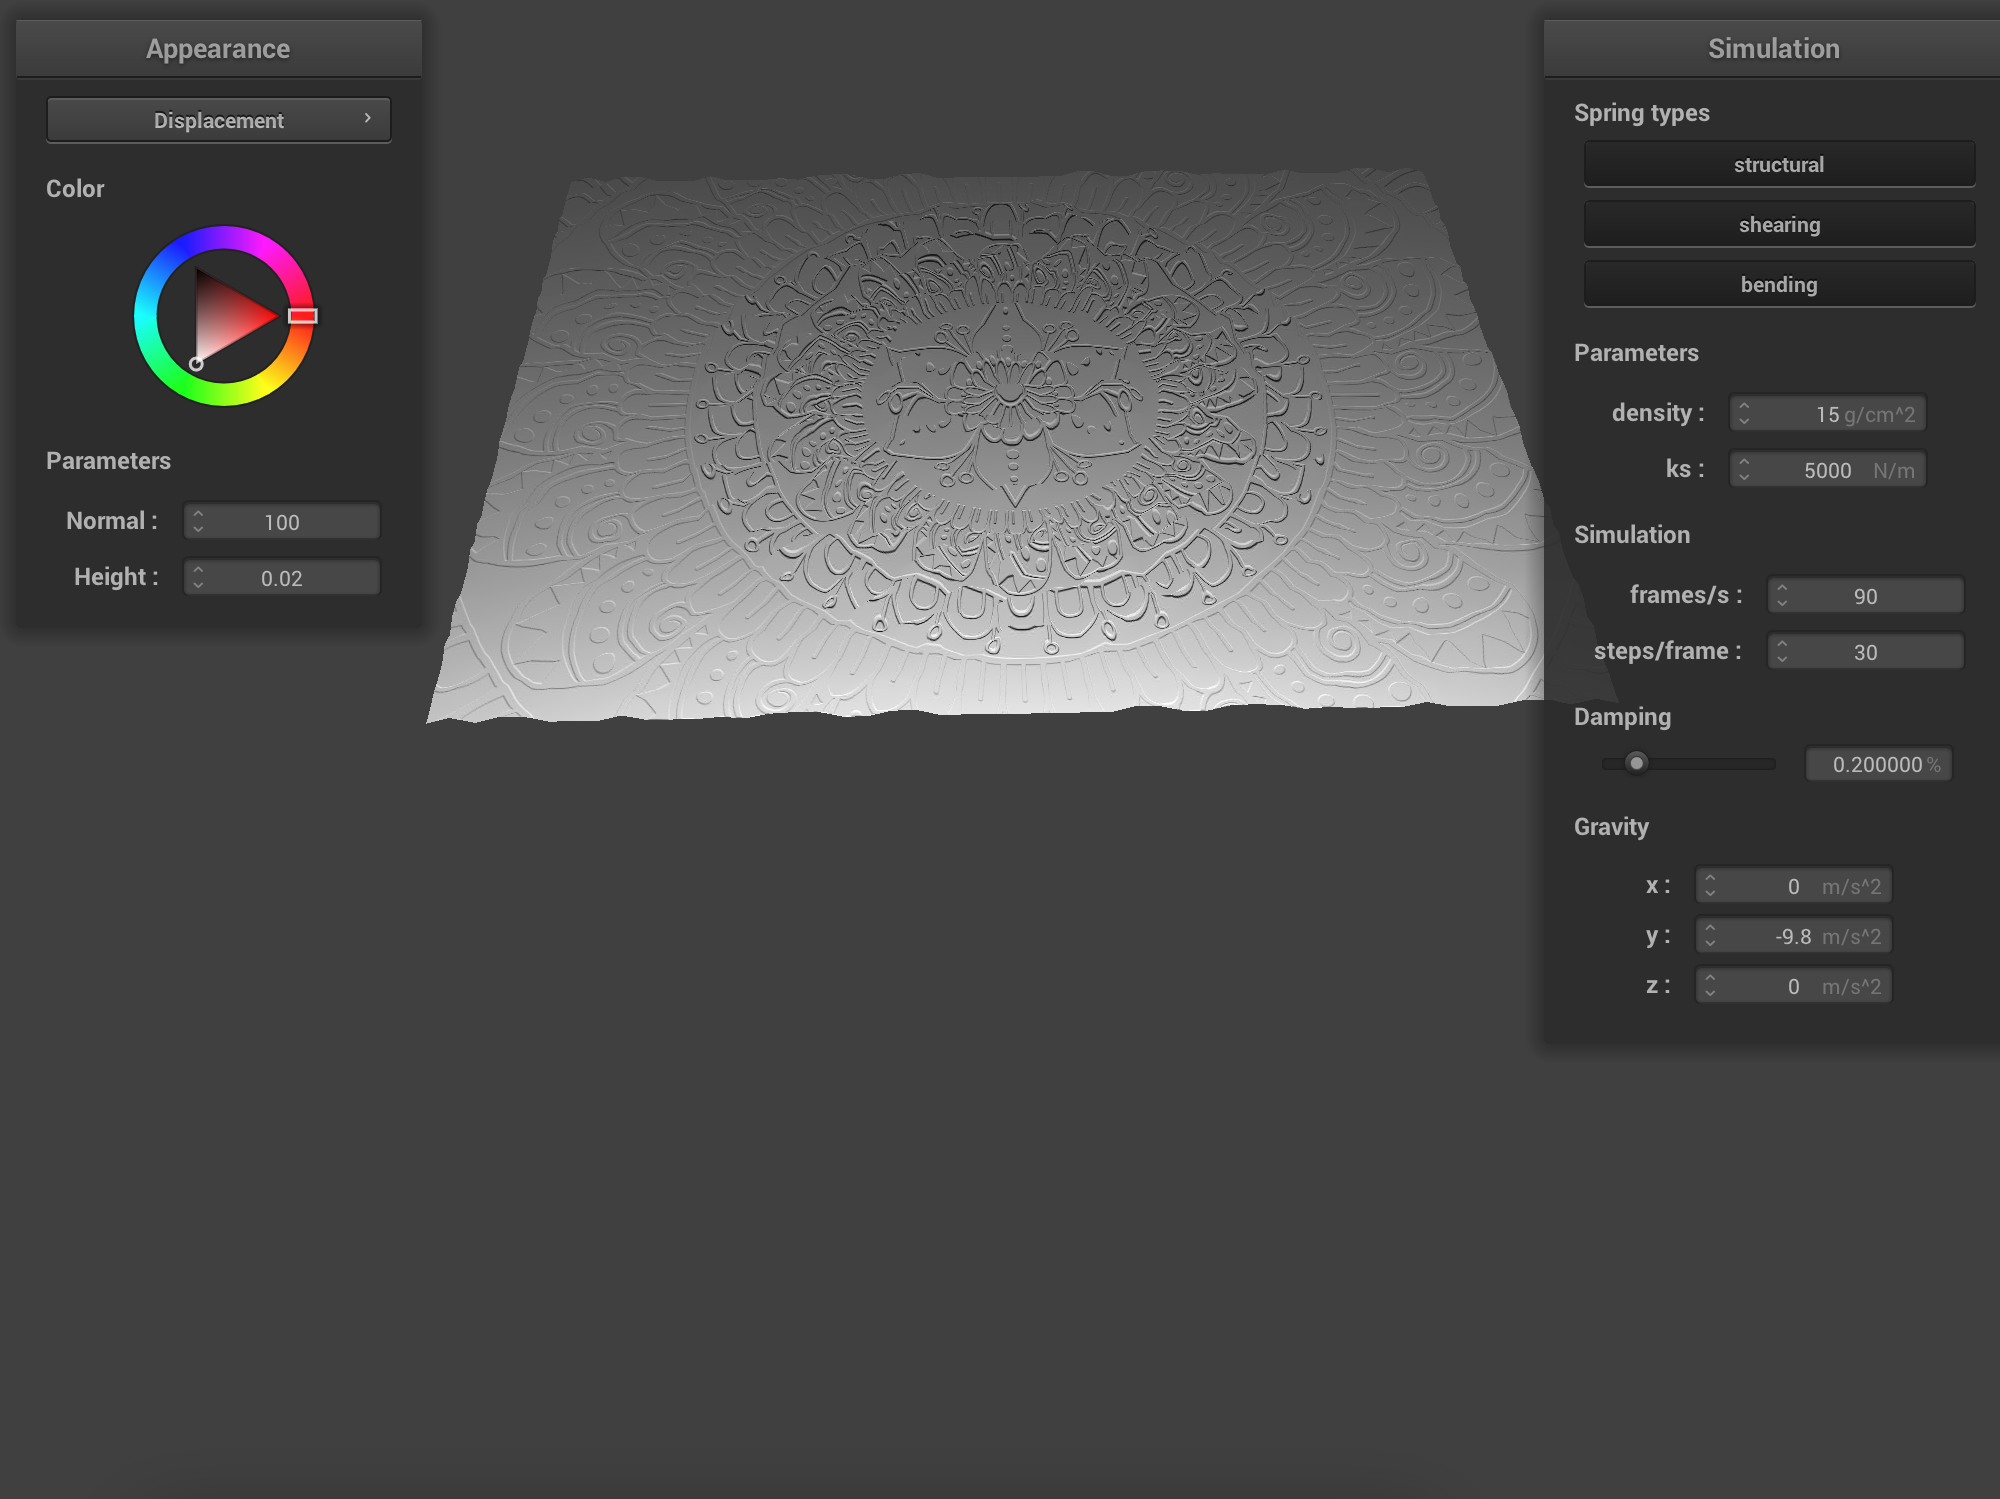 Appearance
Displacement
Color
Parameters
Normal : 100
Height : 0.02
Simulation
Spring types
structural
shearing
bending
Parameters
density : 15 g/cm^2
ks : 5000 N/m
Simulation
frames/s : 90
steps/frame : 30
Damping
0.200000 %
Gravity
x : 0 m/s^2
y : -9.8 m/s^2
z : 0 m/s^2